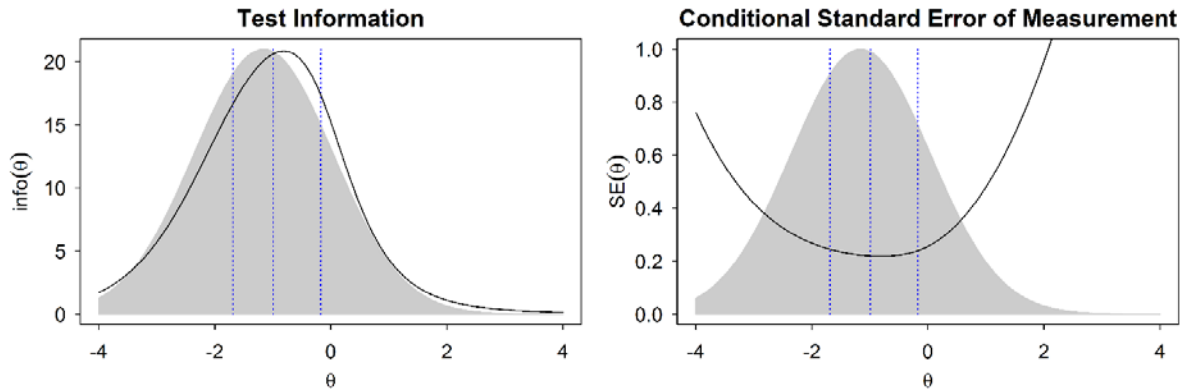 Test Information
info(θ)
20
15
10
5
0
-4 -2 0 2 4
θ
Conditional Standard Error of Measurement
SE(θ)
1.0
0.8
0.6
0.4
0.2
0.0
-4 -2 0 2 4
θ